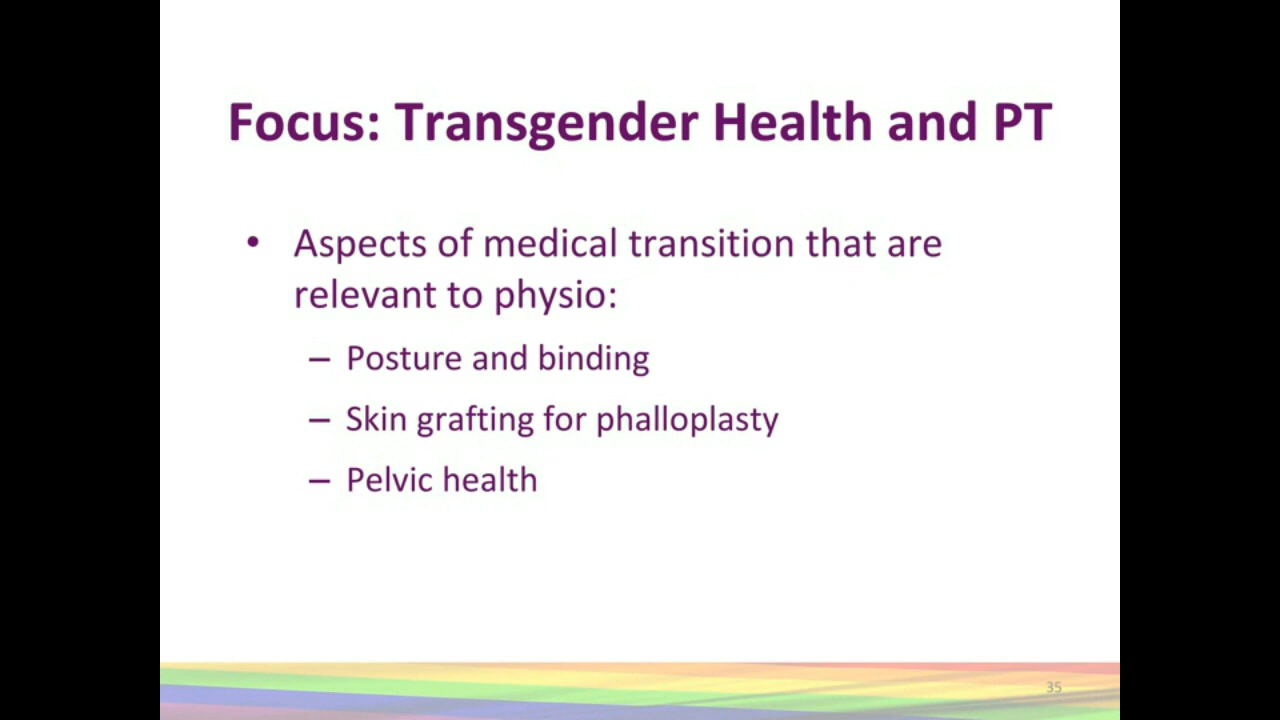 Focus: Transgender Health and PT
• Aspects of medical transition that are
relevant to physio:
– Posture and binding
– Skin grafting for phalloplasty
– Pelvic health
35